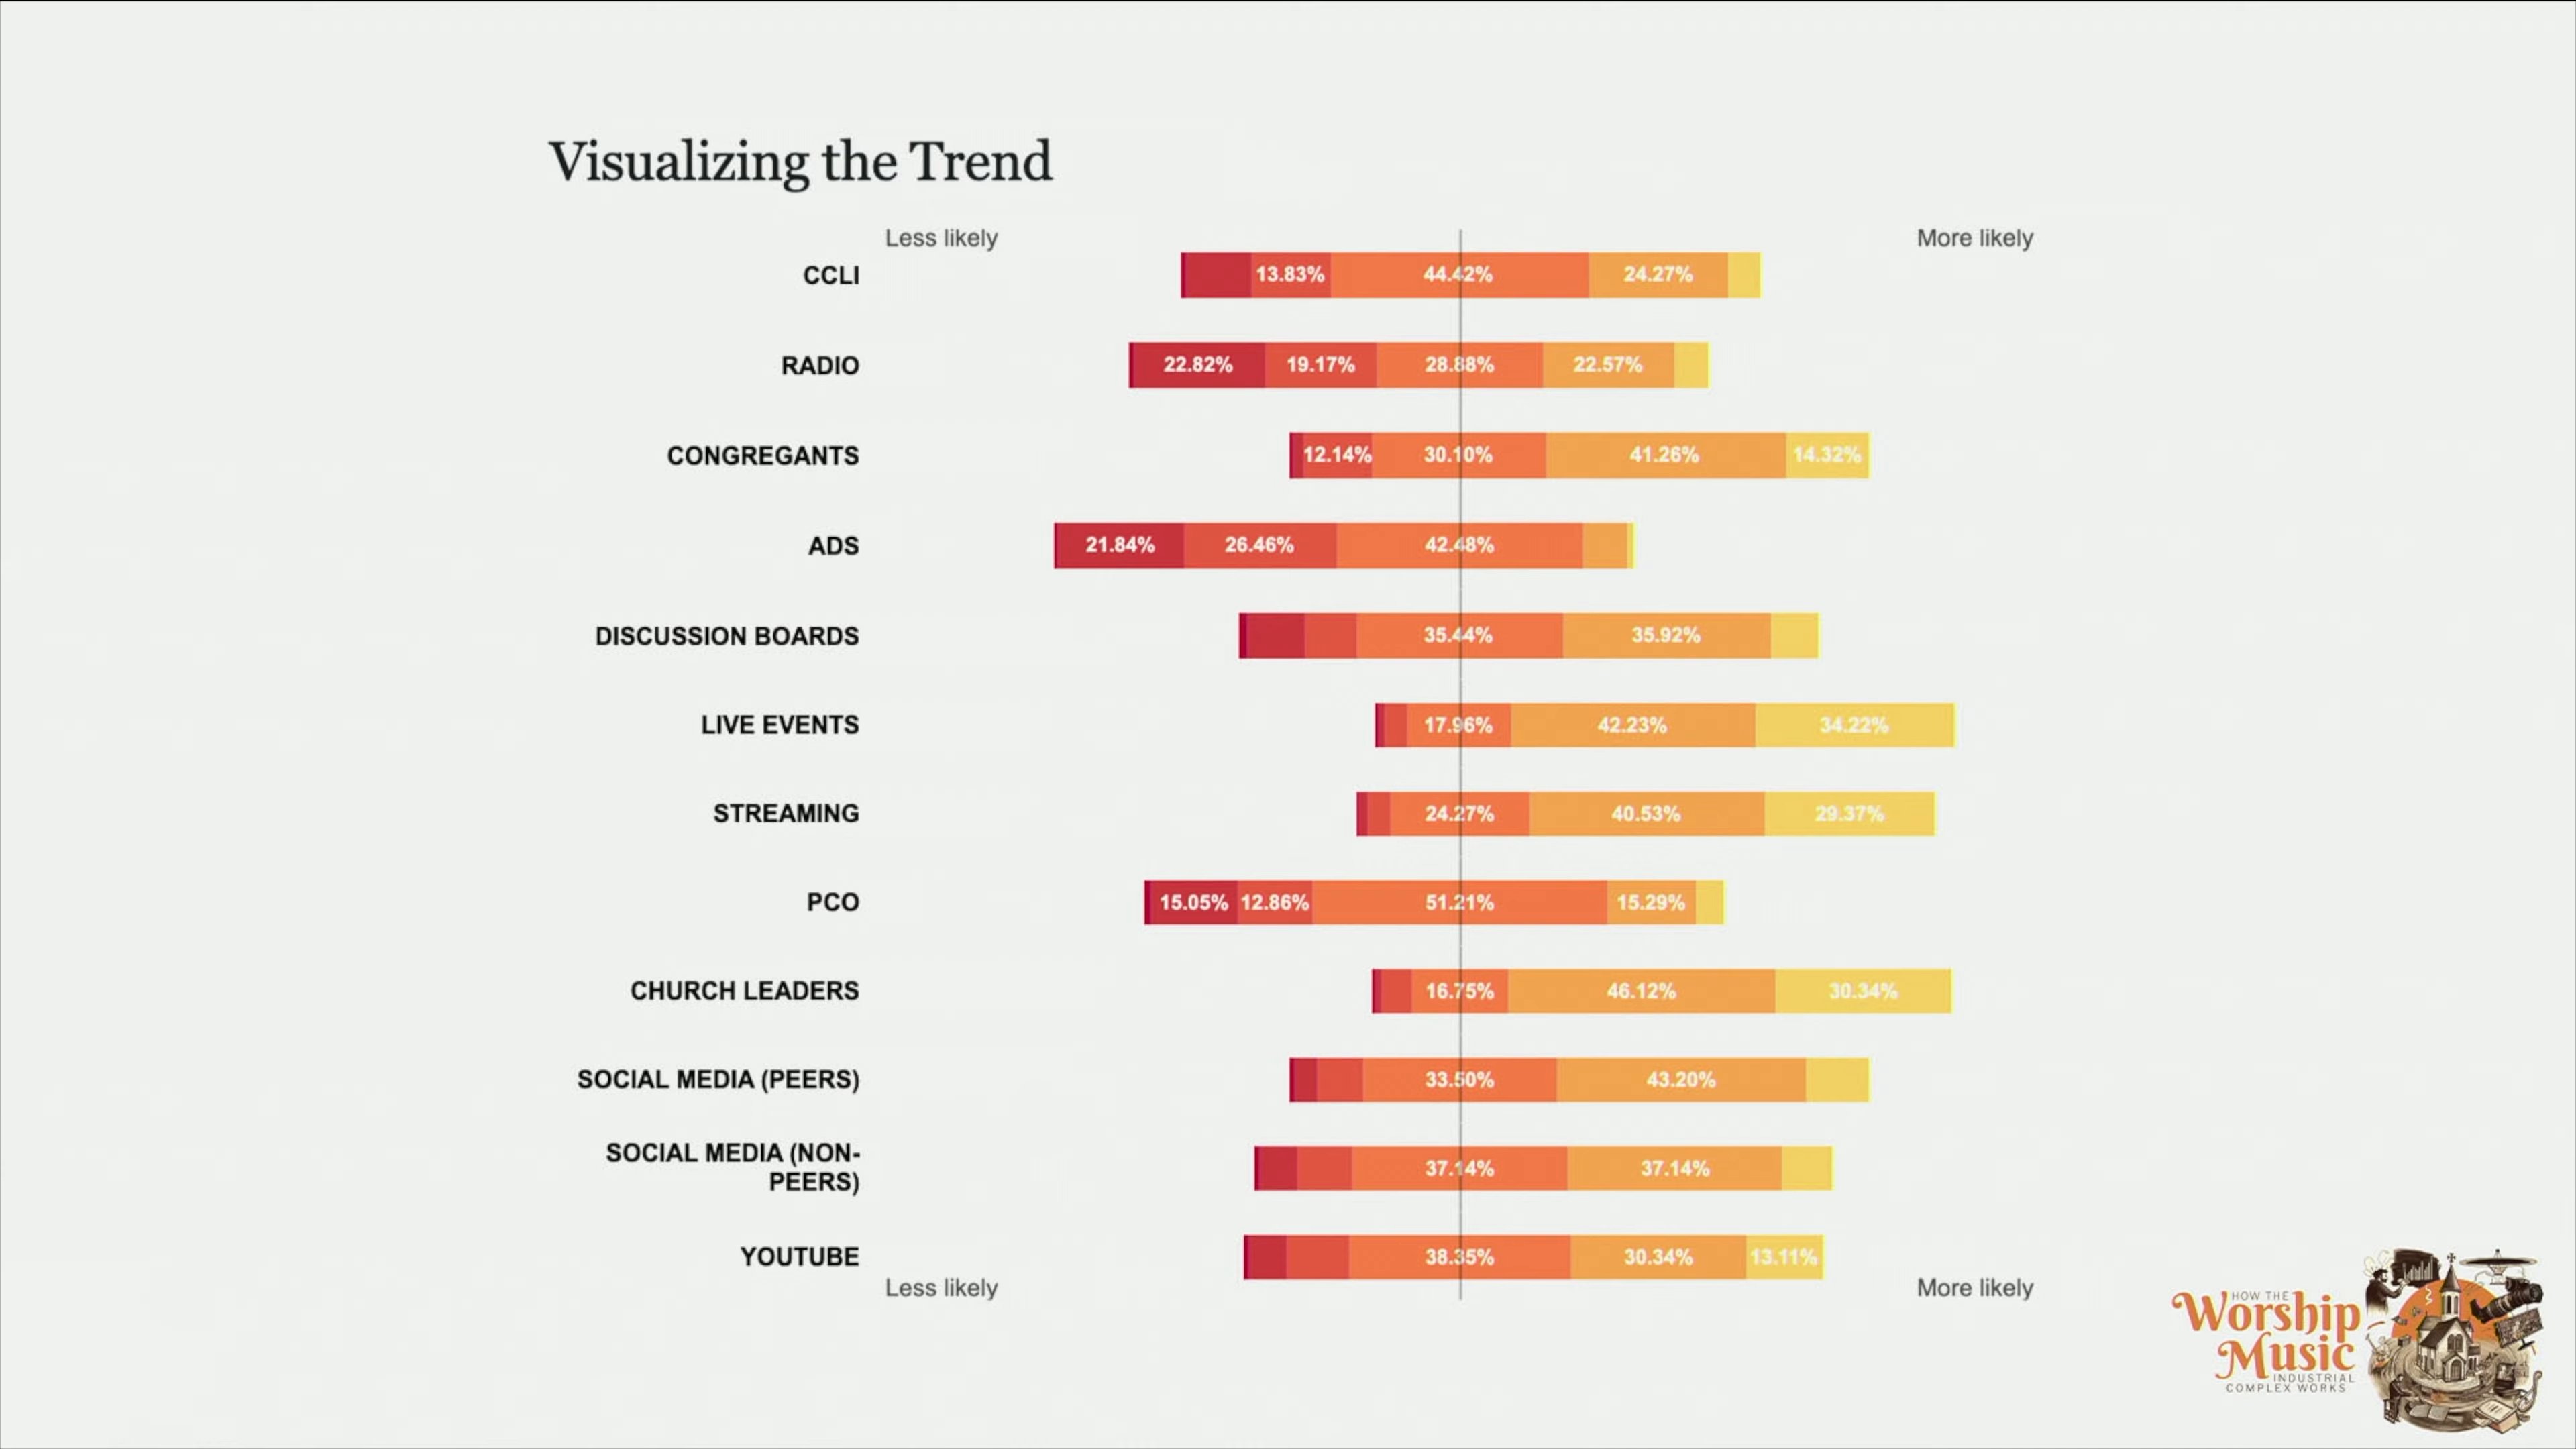 Visualizing the Trend
Less likely More likely
CCLI 13.83% 44.42% 24.27%
RADIO 22.82% 19.17% 28.88% 22.57%
CONGREGANTS 12.14% 30.10% 41.26% 14.32%
ADS 21.84% 26.46% 42.48%
DISCUSSION BOARDS 35.44% 35.92%
LIVE EVENTS 17.96% 42.23% 34.22%
STREAMING 24.27% 40.53% 29.37%
PCO 15.05% 12.86% 51.21% 15.29%
CHURCH LEADERS 16.75% 46.12% 30.34%
SOCIAL MEDIA (PEERS) 33.50% 43.20%
SOCIAL MEDIA (NON-
PEERS) 37.14% 37.14%
YOUTUBE 38.35% 30.34% 13.11%
Less likely More likely
HOW THE
Worship
Music
INDUSTRIAL
COMPLEX WORKS